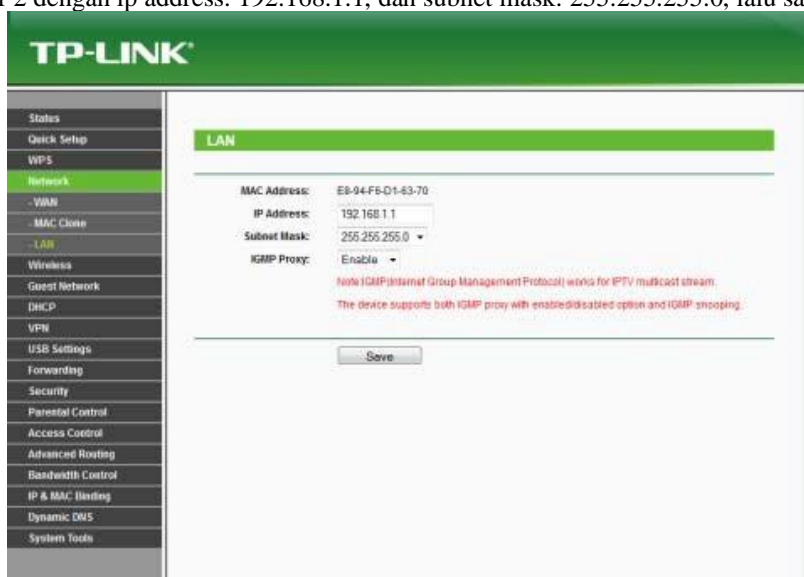 2 dengan ip address: 192.168.1.1, dan subnet mask: 255.255.255.0, lalu
TP-LINK
Status
Quick Setup
WPS
Network
- WAN
- MAC Clone
- LAN
Wireless
Guest Network
DHCP
VPN
USB Settings
Forwarding
Security
Parental Control
Access Control
Advanced Routing
Bandwidth Control
IP & MAC Binding
Dynamic DNS
System Tools
LAN
MAC Address: E8-94-F6-D1-63-70
IP Address: 192.168.1.1
Subnet Mask: 255.255.255.0
IGMP Proxy: Enable
Note:IGMP(Internet Group Management Protocol) works for IPTV multicast stream.
The device supports both IGMP proxy with enabled/disabled option and IGMP snooping.
Save